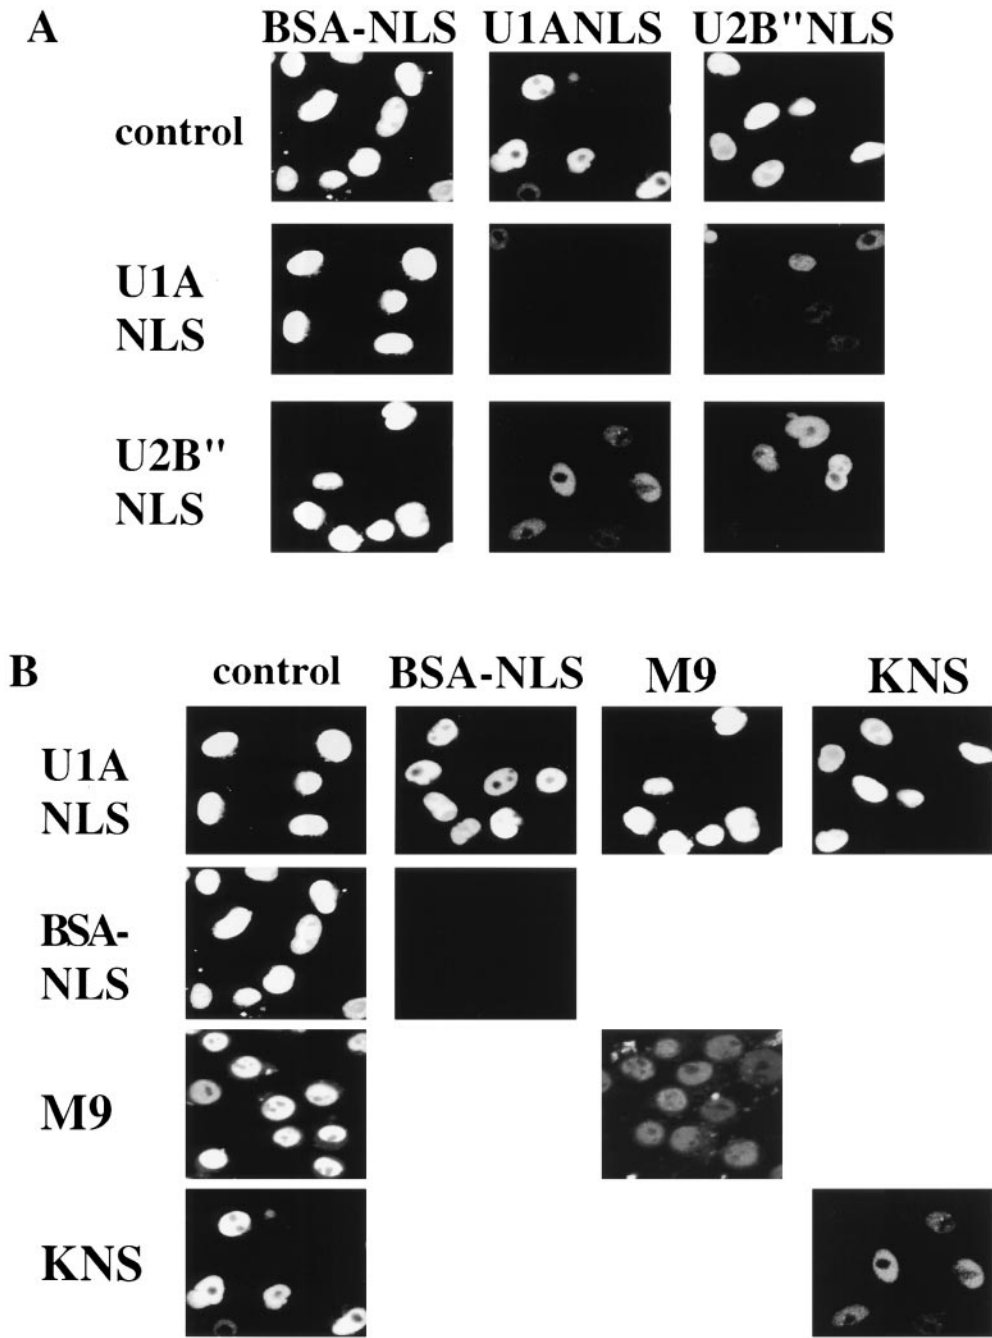 A
BSA-NLS U1ANLS U2B"NLS
control
U1A
NLS
U2B"
NLS
B
control BSA-NLS M9 KNS
U1A
NLS
BSA-
NLS
M9
KNS